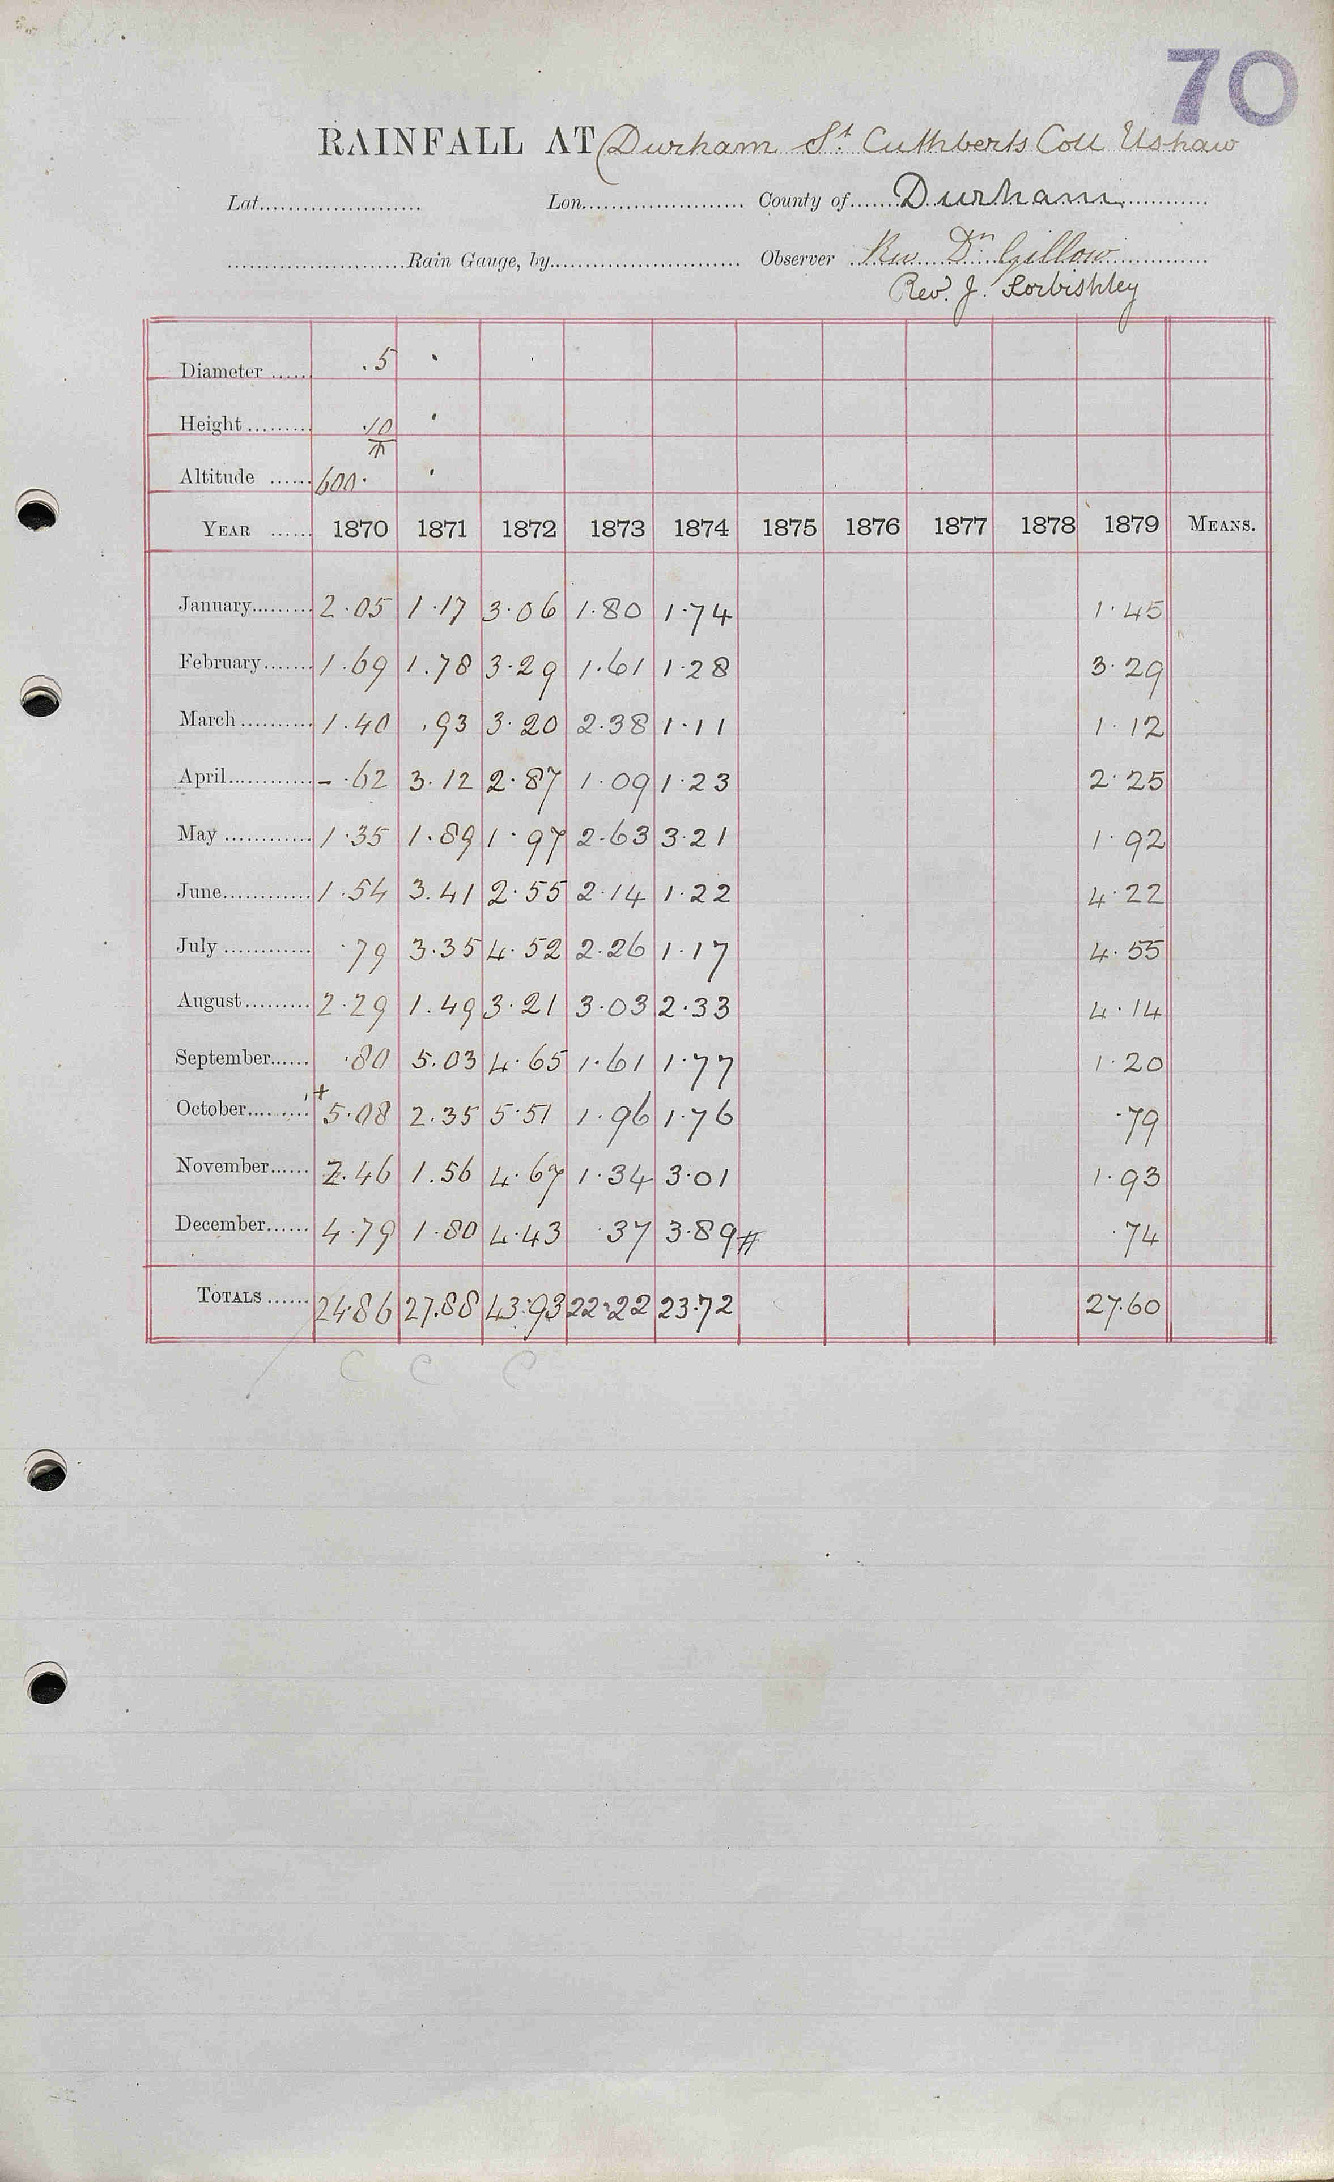 70
RAINFALL AT Durham St. Cuthberts Coll Ushaw
Lat. Lon. County of Durham
Rain Gauge, by Observer Rev. Dr. Gillow
Rev. J. Corbishley
Diameter .5
Height .10
Altitude 600.
YEAR 1870 1871 1872 1873 1874 1875 1876 1877 1878 1879 MEANS.
January 2.05 1.17 3.06 1.80 1.74 1.45
February 1.69 1.78 3.29 1.61 1.28 3.29
March 1.40 .93 3.20 2.38 1.11 1.12
April - .62 3.12 2.87 1.09 1.23 2.25
May 1.35 1.89 1.97 2.63 3.21 1.92
June 1.54 3.41 2.55 2.14 1.22 4.22
July .79 3.35 4.52 2.26 1.17 4.55
August 2.29 1.49 3.21 3.03 2.33 4.14
September .80 5.03 4.65 1.61 1.77 1.20
October + 5.08 2.35 5.51 1.96 1.76 .79
November 2.46 1.56 4.67 1.34 3.01 1.93
December 4.79 1.80 4.43 .37 3.89 # .74
TOTALS 24.86 27.88 43.93 22.22 23.72 27.60
C C C